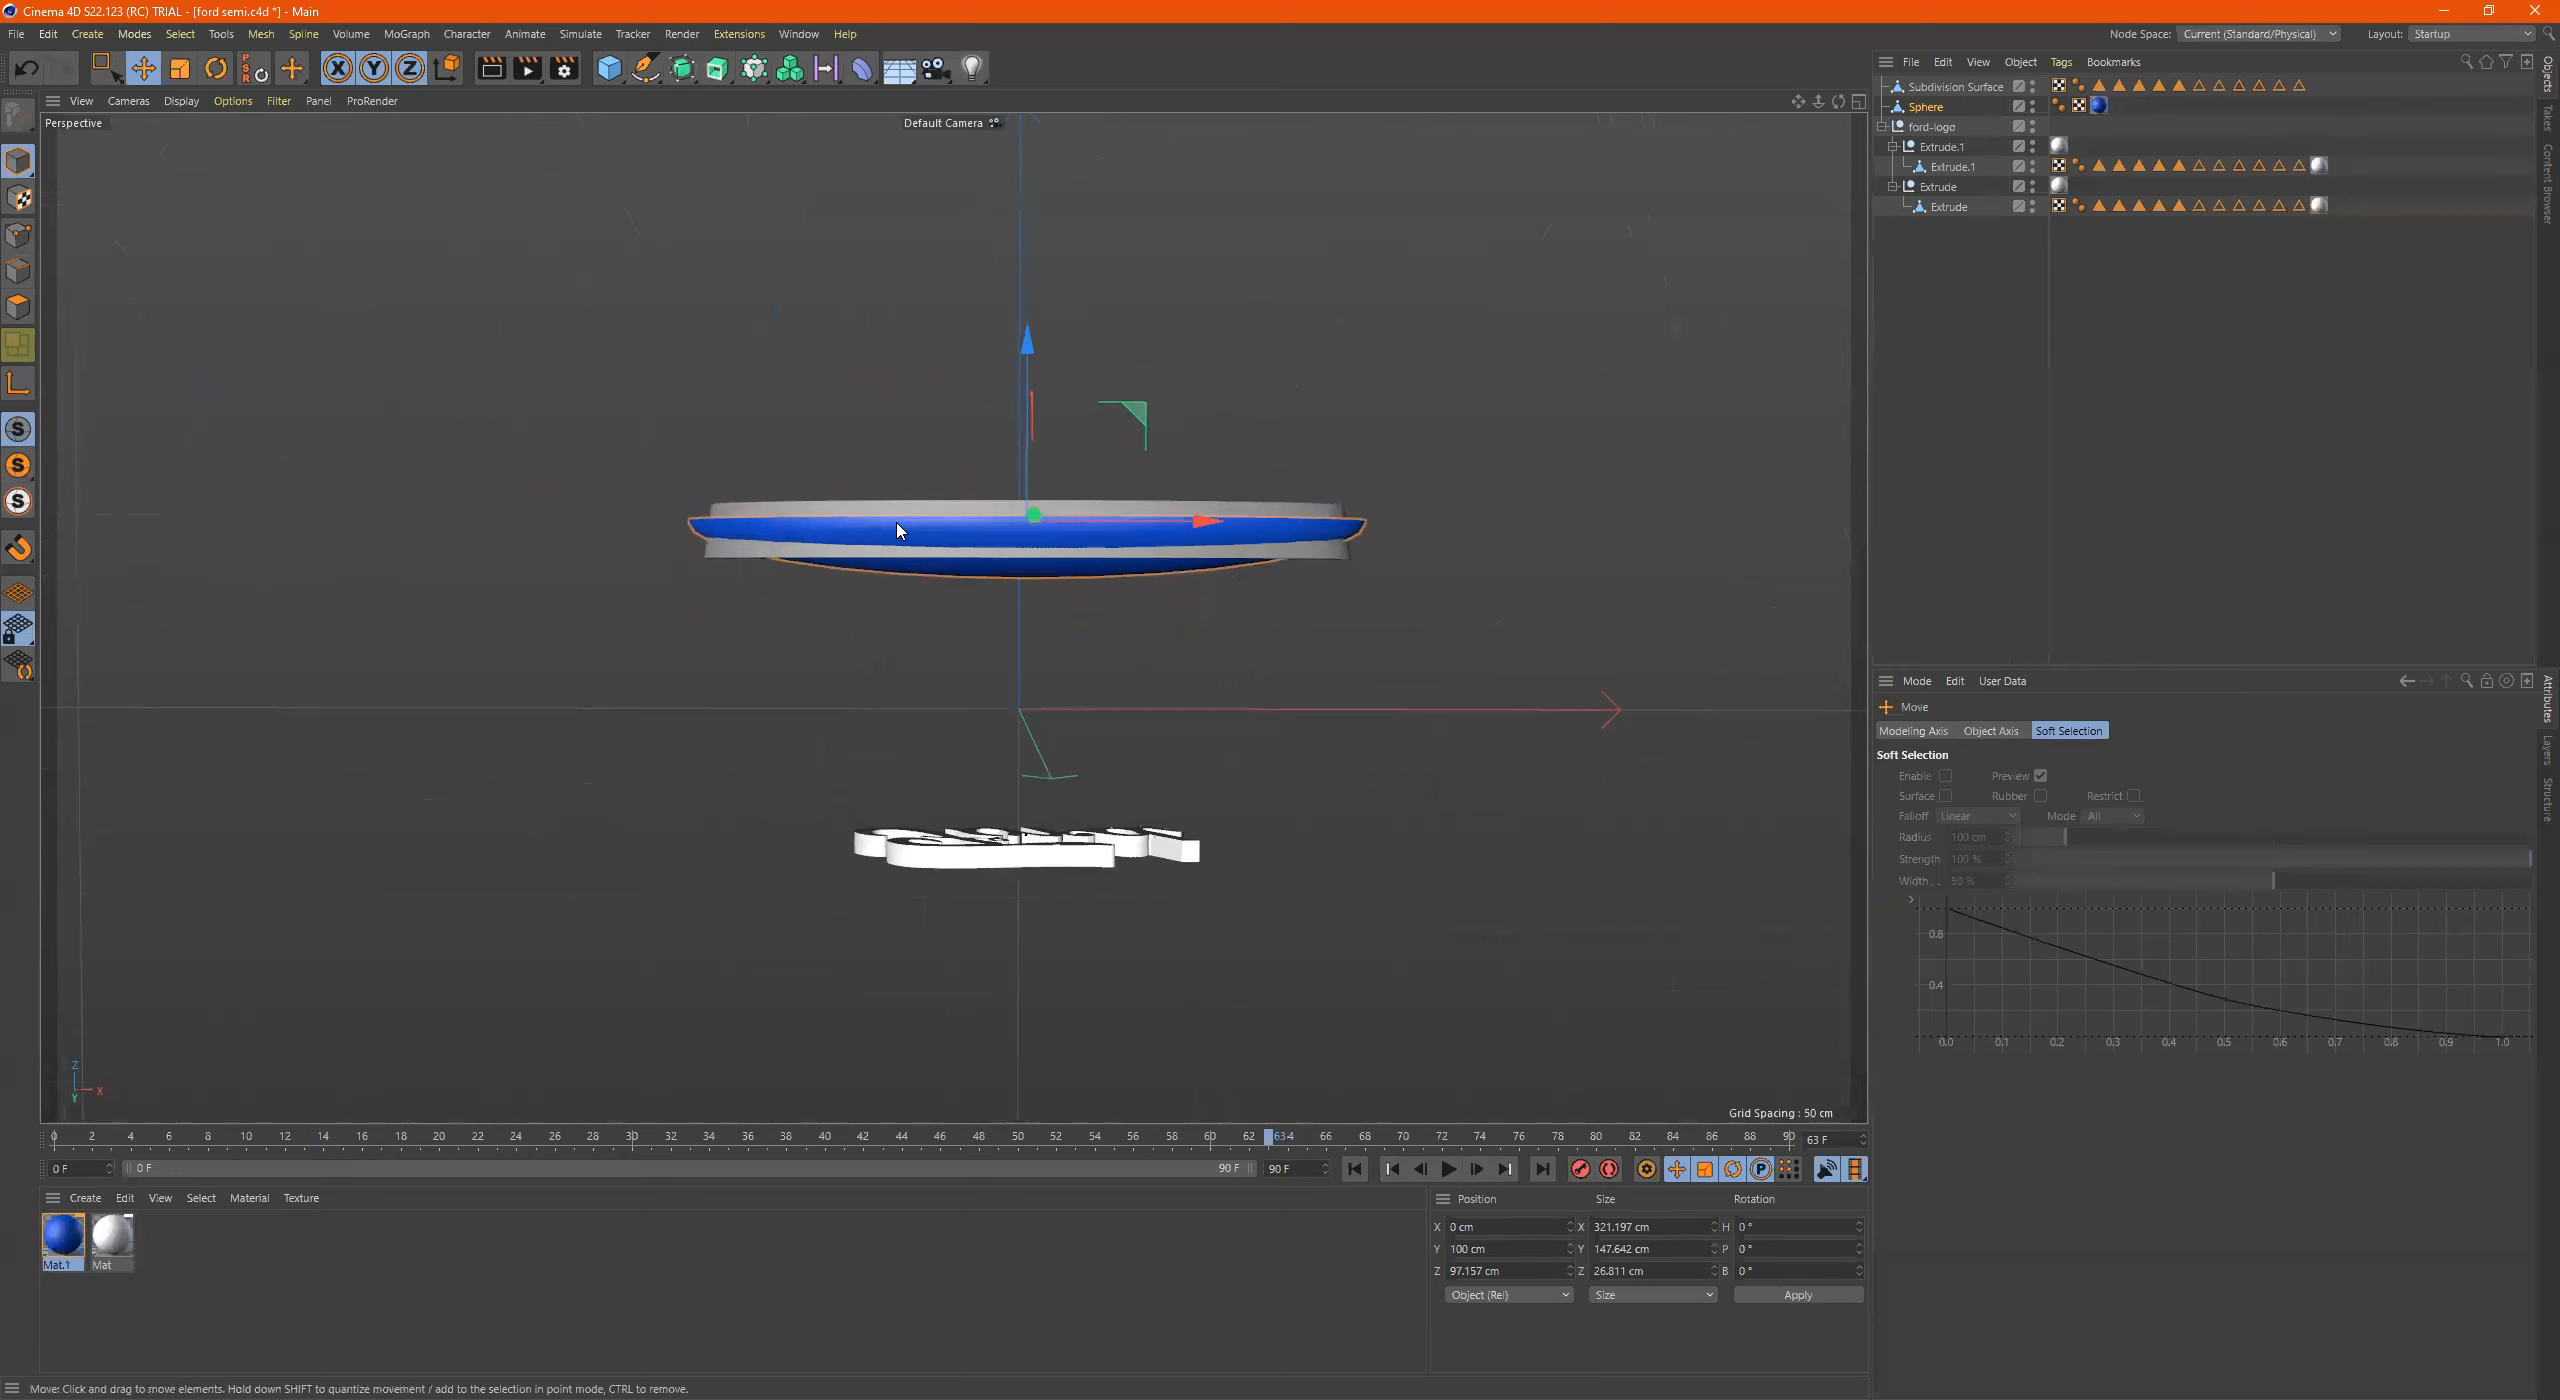 Cinema 4D S22.123 (RC) TRIAL - [ford semi.c4d *] - Main
File Edit Create Modes Select Tools Mesh Spline Volume MoGraph Character Animate Simulate Tracker Render Extensions Window Help
Node Space: Current (Standard/Physical) Layout: Startup
File Edit View Object Tags Bookmarks
View Cameras Display Options Filter Panel ProRender
Perspective
Default Camera
Subdivision Surface
Sphere
ford-logo
Extrude.1
Extrude.1
Extrude
Extrude
Objects
Takes
Content Browser
Mode Edit User Data
Move
Modeling Axis Object Axis Soft Selection
Soft Selection
Enable Preview
Surface Rubber Restrict
Falloff Linear Mode All
Radius 100 cm
Strength 100 %
Width. . 50 %
0.8
0.4
0.0 0.1 0.2 0.3 0.4 0.5 0.6 0.7 0.8 0.9 1.0
Attributes
Layers
Structure
Z
X
Y
Grid Spacing : 50 cm
0 2 4 6 8 10 12 14 16 18 20 22 24 26 28 30 32 34 36 38 40 42 44 46 48 50 52 54 56 58 60 62 634 66 68 70 72 74 76 78 80 82 84 86 88 90 63 F
0 F 0 F 90 F 90 F
Create Edit View Select Material Texture
Mat.1 Mat
Position Size Rotation
X 0 cm X 321.197 cm H 0 °
Y 100 cm Y 147.642 cm P 0 °
Z 97.157 cm Z 26.811 cm B 0 °
Object (Rel) Size Apply
Move: Click and drag to move elements. Hold down SHIFT to quantize movement / add to the selection in point mode, CTRL to remove.